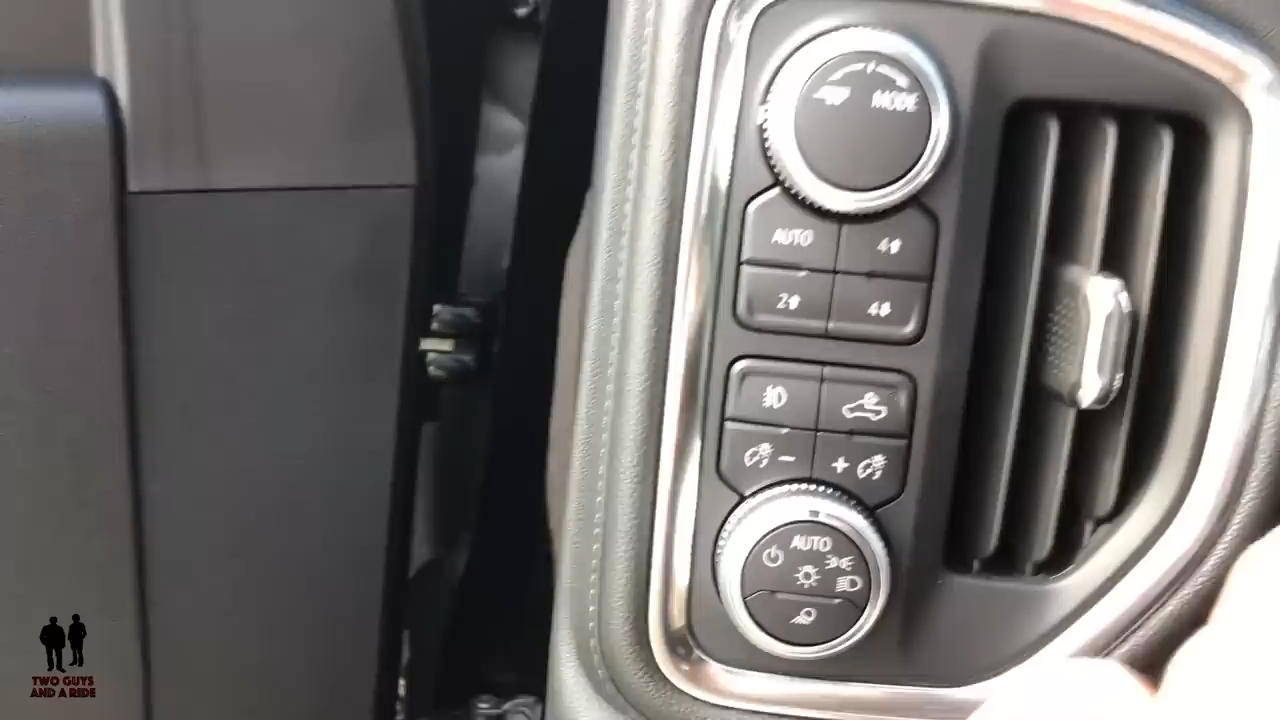 MODE
AUTO
4
2
4
−
+
AUTO
TWO GUYS
AND A RIDE